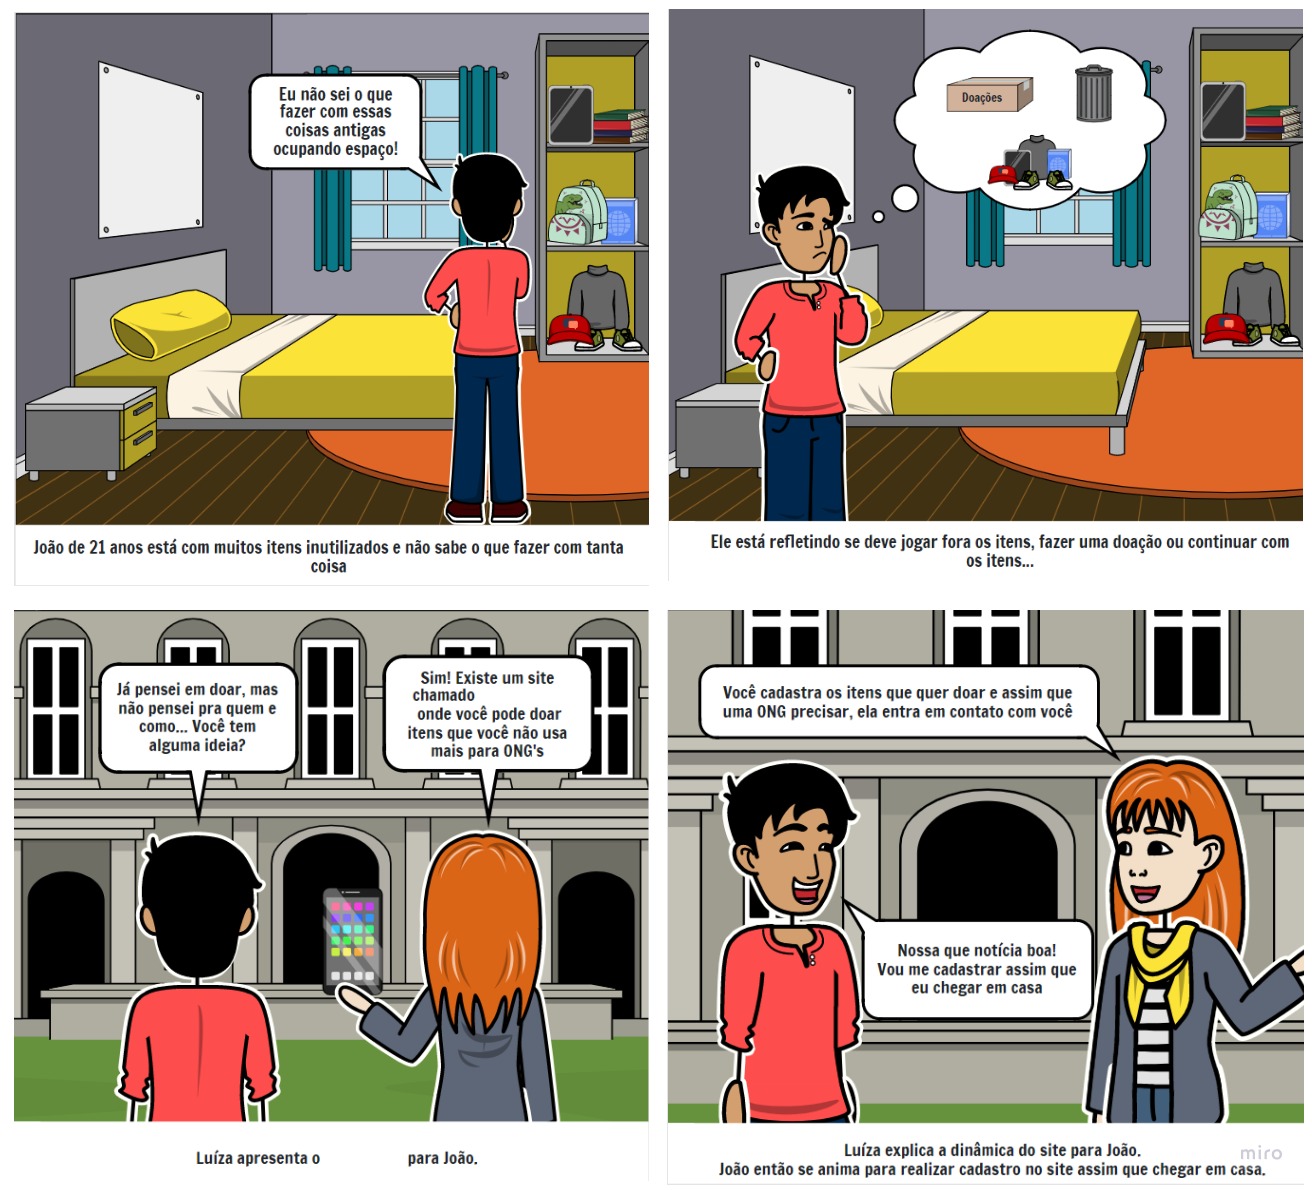 Eu não sei o que
fazer com essas
coisas antigas
ocupando espaço!
João de 21 anos está com muitos itens inutilizados e não sabe o que fazer com tanta
coisa
Doações
Ele está refletindo se deve jogar fora os itens, fazer uma doação ou continuar com
os itens...
Já pensei em doar, mas
não pensei pra quem e
como... Você tem
alguma ideia?
Sim! Existe um site
chamado
onde você pode doar
itens que você não usa
mais para ONG's
Luíza apresenta o para João.
Você cadastra os itens que quer doar e assim que
uma ONG precisar, ela entra em contato com você
Nossa que notícia boa!
Vou me cadastrar assim que
eu chegar em casa
Luíza explica a dinâmica do site para João.
João então se anima para realizar cadastro no site assim que chegar em casa.
miro